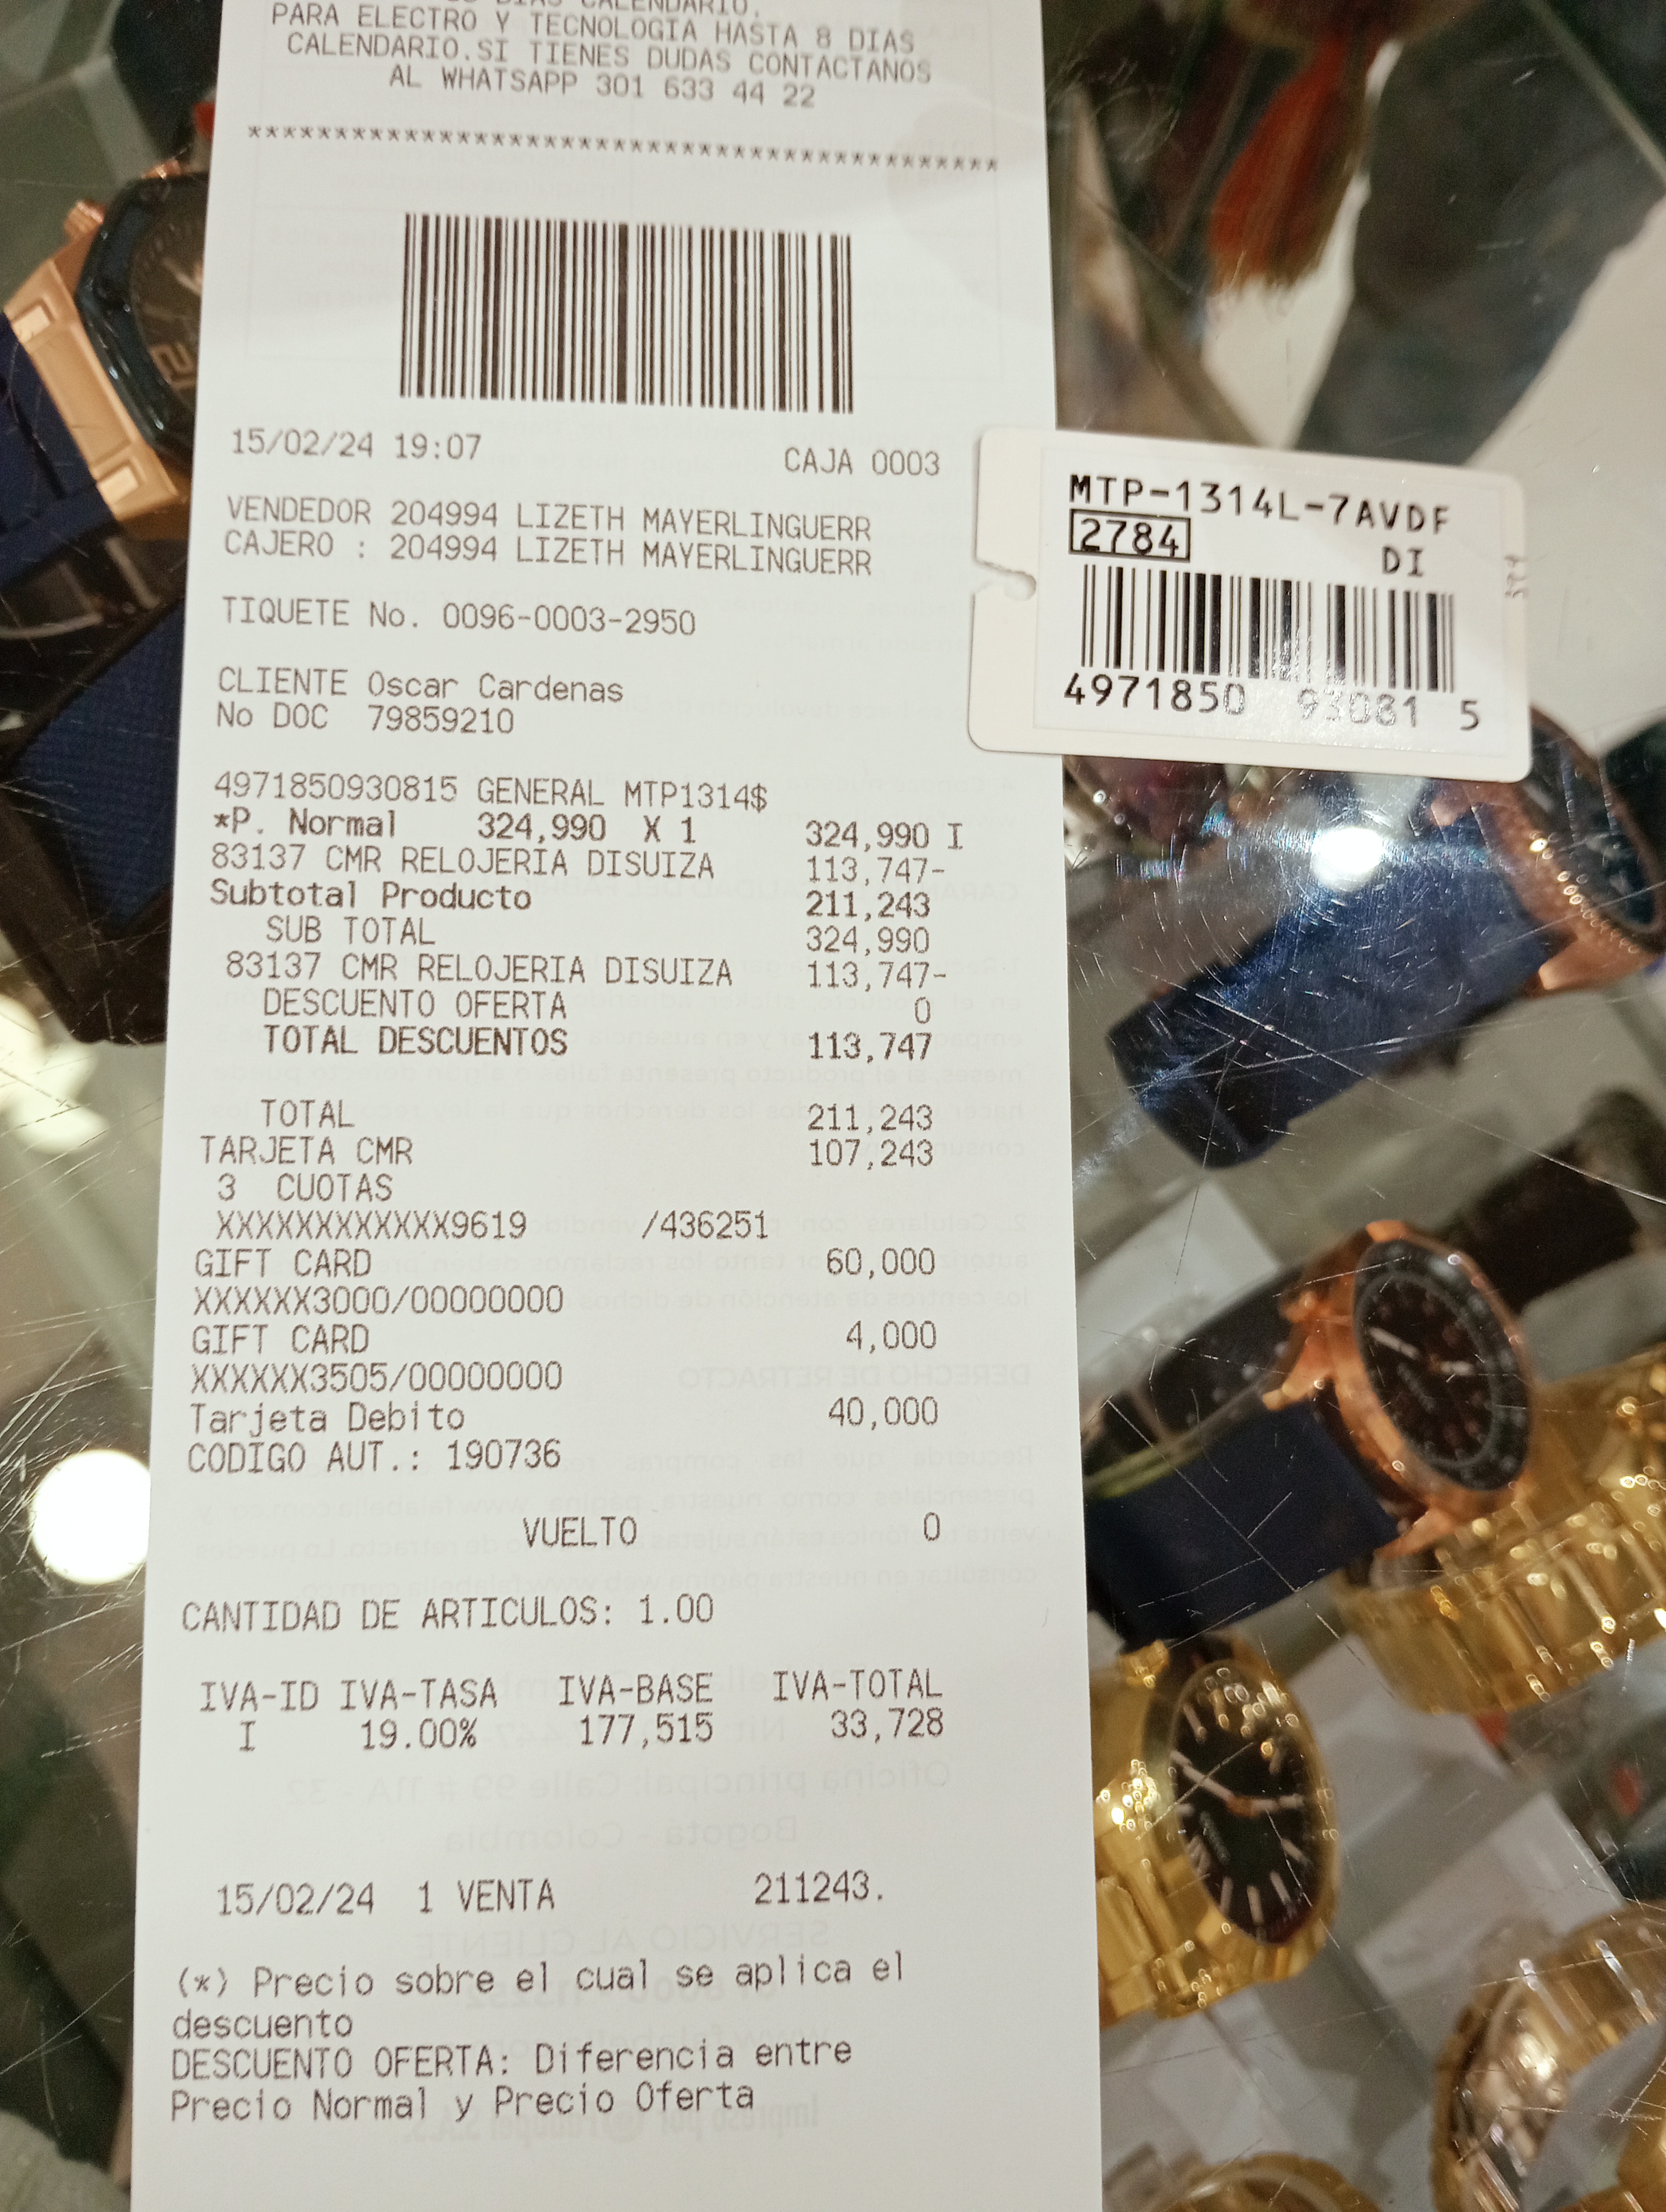 DIAS CALENDARIO.
PARA ELECTRO Y TECNOLOGIA HASTA 8 DIAS
CALENDARIO.SI TIENES DUDAS CONTACTANOS
AL WHATSAPP 301 633 44 22
*******************************************
15/02/24 19:07 CAJA 0003
VENDEDOR 204994 LIZETH MAYERLINGUERR
CAJERO : 204994 LIZETH MAYERLINGUERR
TIQUETE No. 0096-0003-2950
CLIENTE Oscar Cardenas
No DOC 79859210
4971850930815 GENERAL MTP1314$
*P. Normal 324,990 X 1 324,990 I
83137 CMR RELOJERIA DISUIZA 113,747-
Subtotal Producto 211,243
SUB TOTAL 324,990
83137 CMR RELOJERIA DISUIZA 113,747-
DESCUENTO OFERTA 0
TOTAL DESCUENTOS 113,747
TOTAL 211,243
TARJETA CMR 107,243
3 CUOTAS
XXXXXXXXXXXX9619 /436251
GIFT CARD 60,000
XXXXXX3000/00000000
GIFT CARD 4,000
XXXXXX3505/00000000
Tarjeta Debito 40,000
CODIGO AUT.: 190736
VUELTO 0
CANTIDAD DE ARTICULOS: 1.00
IVA-ID IVA-TASA IVA-BASE IVA-TOTAL
I 19.00% 177,515 33,728
15/02/24 1 VENTA 211243.
(*) Precio sobre el cual se aplica el
descuento
DESCUENTO OFERTA: Diferencia entre
Precio Normal y Precio Oferta
MTP-1314L-7AVDF
2784
DI
4971850 93081 5